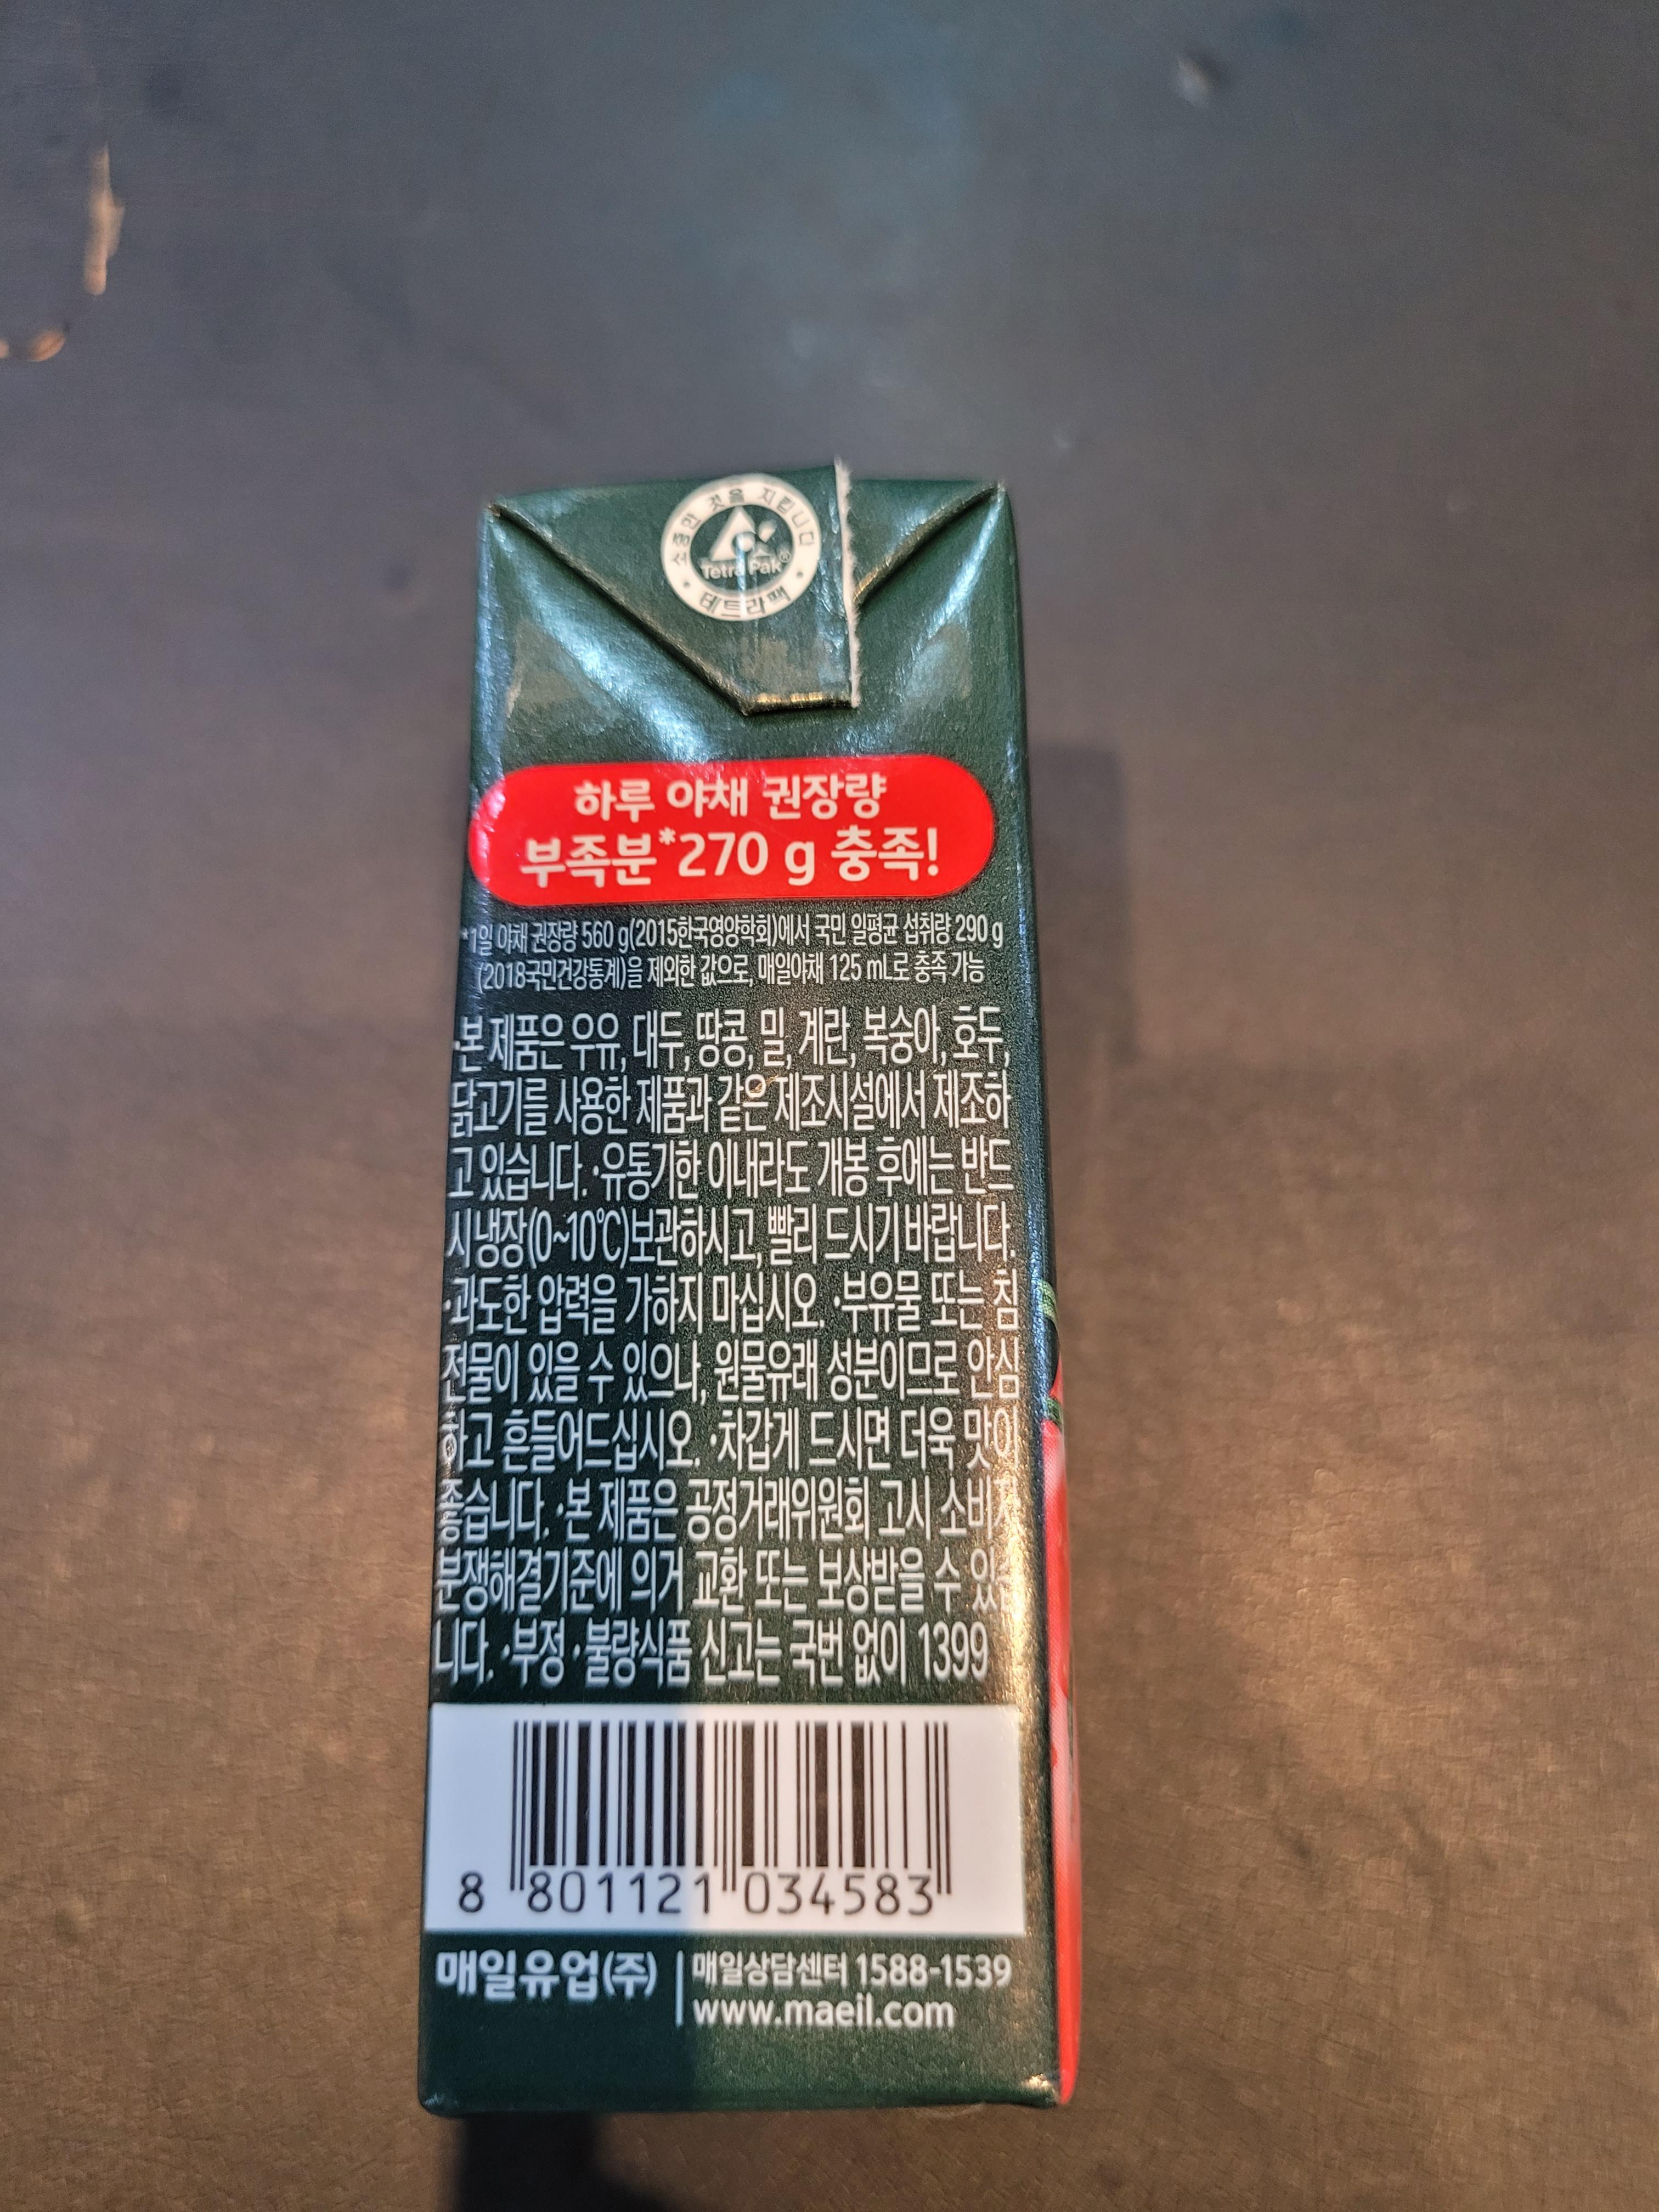 소중한 것을 지킵니다
Tetra Pak®
테트라팩
하루 야채 권장량
부족분*270 g 충족!
*1일 야채 권장량 560 g(2015한국영양학회)에서 국민 일평균 섭취량 290 g
(2018국민건강통계)을 제외한 값으로, 매일야채 125 mL로 충족 가능
·본 제품은 우유, 대두, 땅콩, 밀, 계란, 복숭아, 호두,
닭고기를 사용한 제품과 같은 제조시설에서 제조하
고 있습니다. ·유통기한 이내라도 개봉 후에는 반드
시 냉장(0~10℃)보관하시고, 빨리 드시기 바랍니다.
·과도한 압력을 가하지 마십시오. ·부유물 또는 침
전물이 있을 수 있으나, 원물유래 성분이므로 안심
하고 흔들어드십시오. ·차갑게 드시면 더욱 맛이
좋습니다. ·본 제품은 공정거래위원회 고시 소비자
분쟁해결기준에 의거 교환 또는 보상받을 수 있습
니다. ·부정·불량식품 신고는 국번 없이 1399
8 801121 034583
매일유업(주)
매일상담센터 1588-1539
www.maeil.com